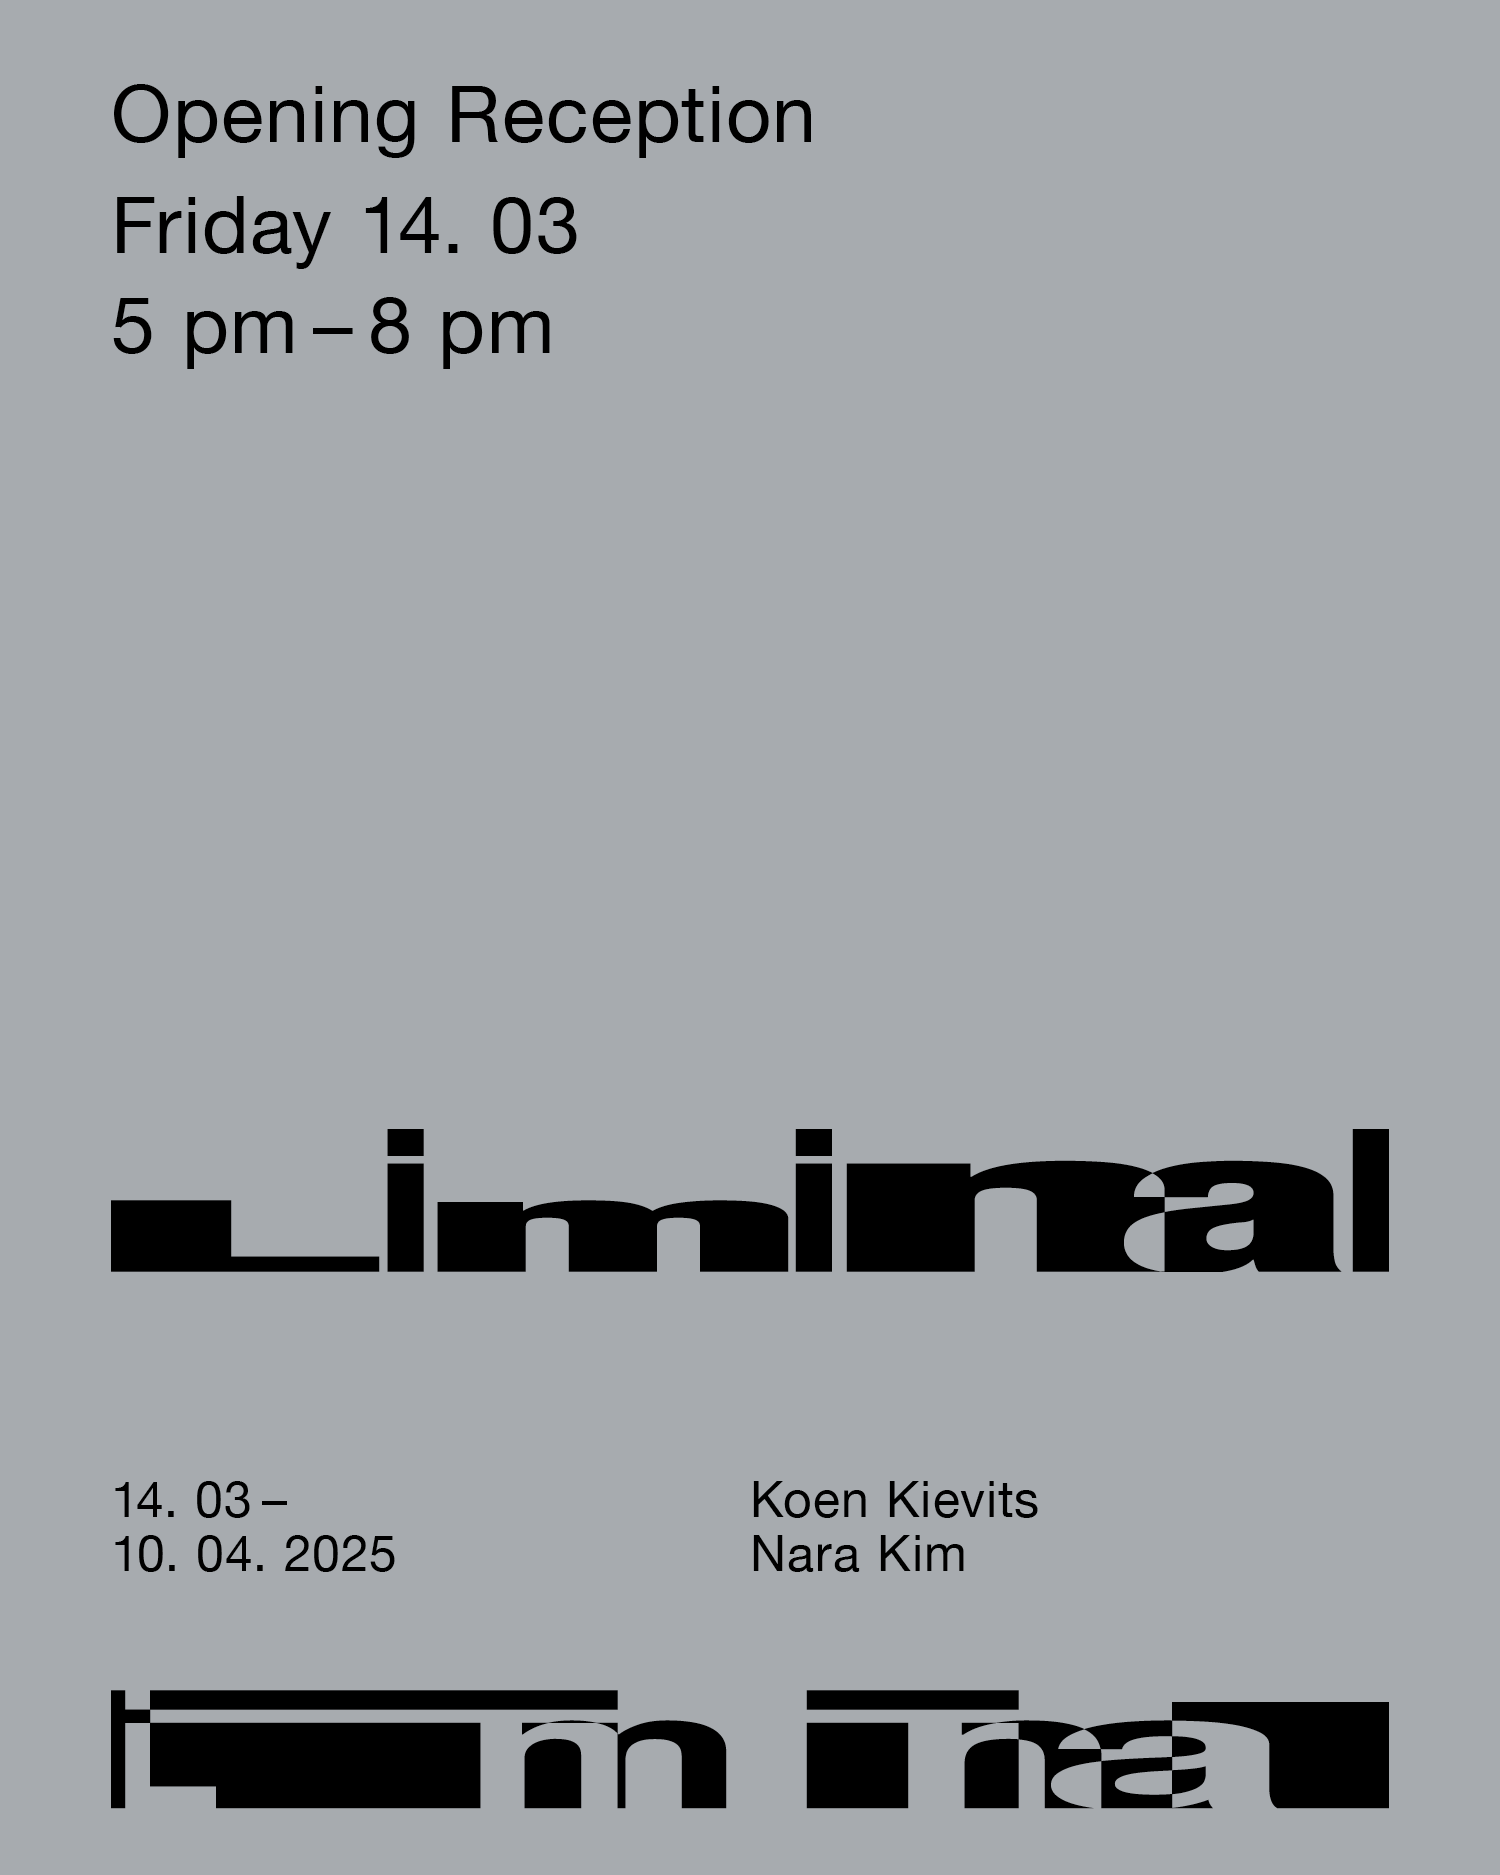 Opening Reception
Friday 14. 03
5 pm – 8 pm
Liminal
14. 03 –
10. 04. 2025
Koen Kievits
Nara Kim
Liminal